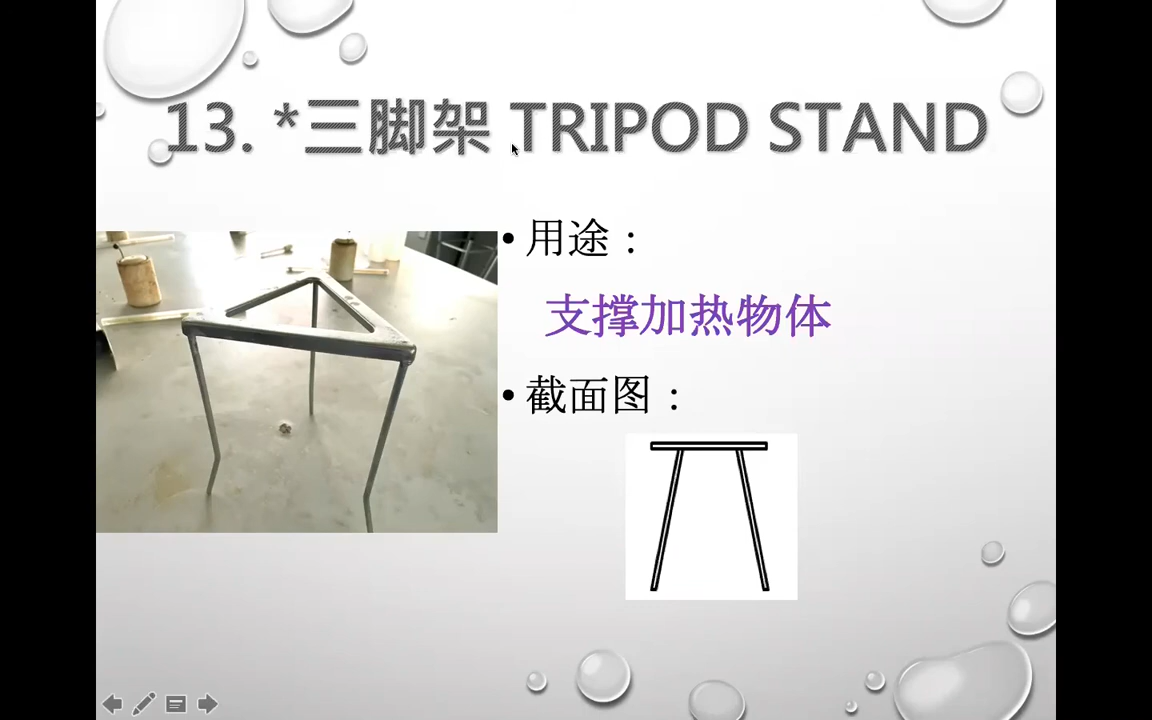 13. *三脚架 TRIPOD STAND
• 用途：
支撑加热物体
• 截面图：